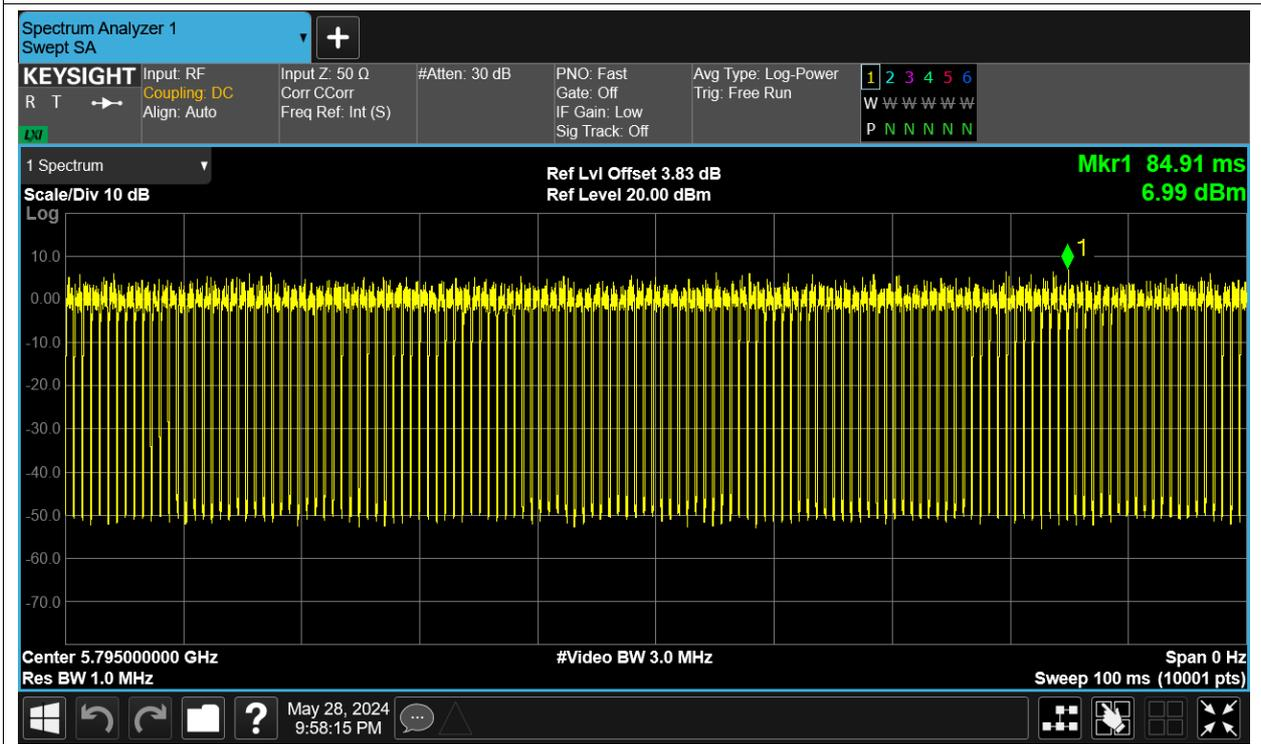 Spectrum Analyzer 1
Swept SA
+
KEYSIGHT
R T
LXI
Input: RF
Coupling: DC
Align: Auto
Input Z: 50 Ω
Corr CCorr
Freq Ref: Int (S)
#Atten: 30 dB
PNO: Fast
Gate: Off
IF Gain: Low
Sig Track: Off
Avg Type: Log-Power
Trig: Free Run
1 2 3 4 5 6
W W W W W W
P N N N N N
1 Spectrum
Scale/Div 10 dB
Log
Ref Lvl Offset 3.83 dB
Ref Level 20.00 dBm
Mkr1 84.91 ms
6.99 dBm
1
10.0
0.00
-10.0
-20.0
-30.0
-40.0
-50.0
-60.0
-70.0
Center 5.795000000 GHz
Res BW 1.0 MHz
#Video BW 3.0 MHz
Span 0 Hz
Sweep 100 ms (10001 pts)
?
May 28, 2024
9:58:15 PM